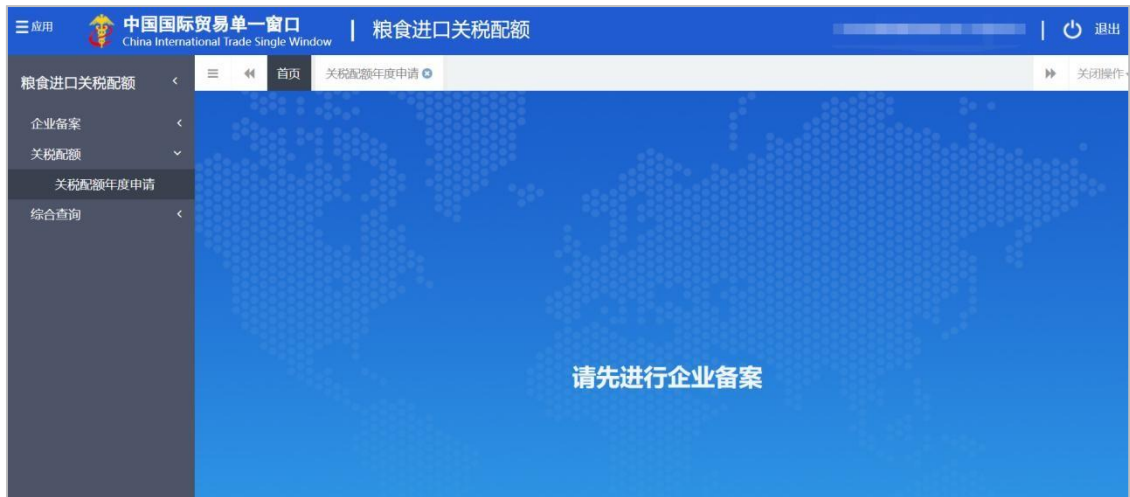 应用
中国国际贸易单一窗口
China International Trade Single Window
粮食进口关税配额
退出
粮食进口关税配额
首页
关税配额年度申请
关闭操作
企业备案
关税配额
关税配额年度申请
综合查询
请先进行企业备案